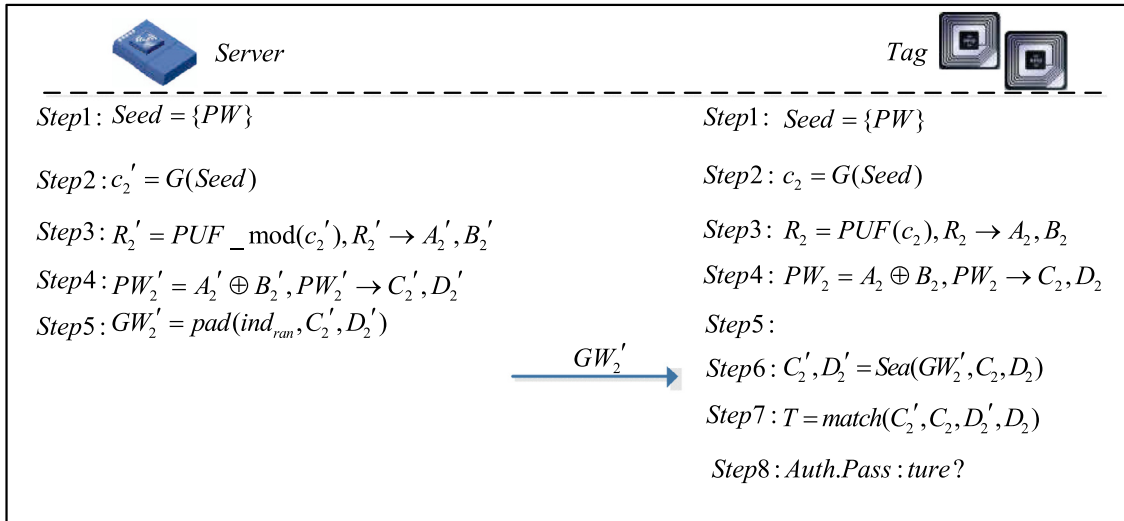 Server
Tag
Step1: Seed = {PW}
Step2: c₂′ = G(Seed)
Step3: R₂′ = PUF _ mod(c₂′), R₂′ → A₂′, B₂′
Step4: PW₂′ = A₂′ ⊕ B₂′, PW₂′ → C₂′, D₂′
Step5: GW₂′ = pad(ind_ran, C₂′, D₂′)
GW₂′
Step1: Seed = {PW}
Step2: c₂ = G(Seed)
Step3: R₂ = PUF(c₂), R₂ → A₂, B₂
Step4: PW₂ = A₂ ⊕ B₂, PW₂ → C₂, D₂
Step5:
Step6: C₂′, D₂′ = Sea(GW₂′, C₂, D₂)
Step7: T = match(C₂′, C₂, D₂′, D₂)
Step8: Auth.Pass : ture?